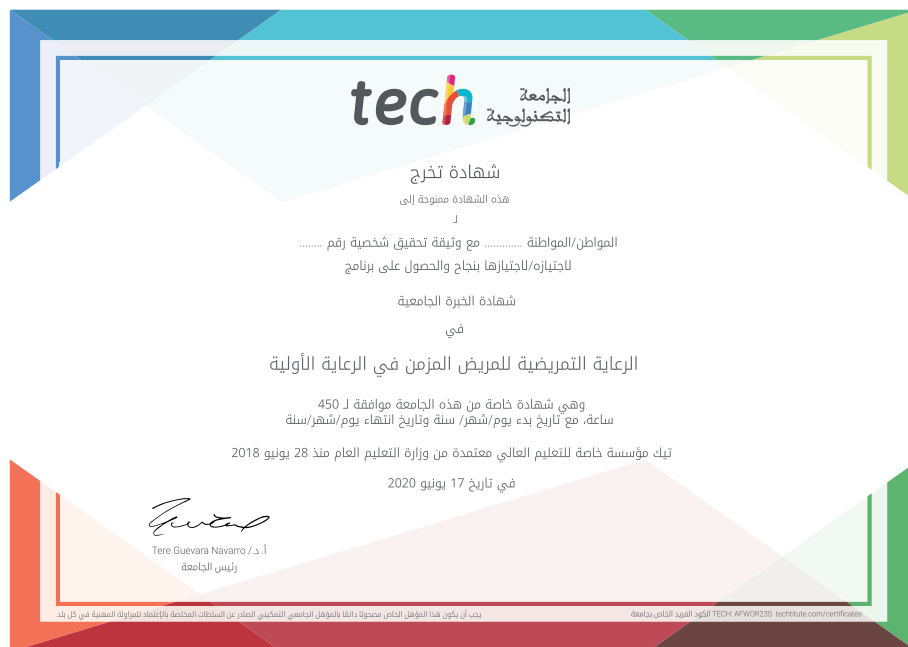 tech الجامعة
التكنولوجية
شهادة تخرج
هذه الشهادة ممنوحة إلى
لـ
المواطن/المواطنة ............. مع وثيقة تحقيق شخصية رقم ........
لاجتيازه/لاجتيازها بنجاح والحصول على برنامج
شهادة الخبرة الجامعية
في
الرعاية التمريضية للمريض المزمن في الرعاية الأولية
وهي شهادة خاصة من هذه الجامعة موافقة لـ 450
ساعة، مع تاريخ بدء يوم/شهر/ سنة وتاريخ انتهاء يوم/شهر/سنة
تيك مؤسسة خاصة للتعليم العالي معتمدة من وزارة التعليم العام منذ 28 يونيو 2018
في تاريخ 17 يونيو 2020
أ. د./ Tere Guevara Navarro
رئيس الجامعة
الكود الفريد الخاص بجامعة TECH: AFWOR23S techtitute.com/certificates
يجب أن يكون هذا المؤهل الخاص مصحوبًا دائمًا بالمؤهل الجامعي التمكيني الصادر عن السلطات المختصة بالإعتماد للمزاولة المهنية في كل بلد.